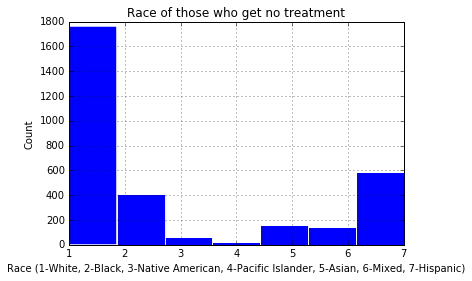 Race of those who get no treatment
1800
1600
1400
1200
1000
800
600
400
200
0
Count
1 2 3 4 5 6 7
Race (1-White, 2-Black, 3-Native American, 4-Pacific Islander, 5-Asian, 6-Mixed, 7-Hispanic)